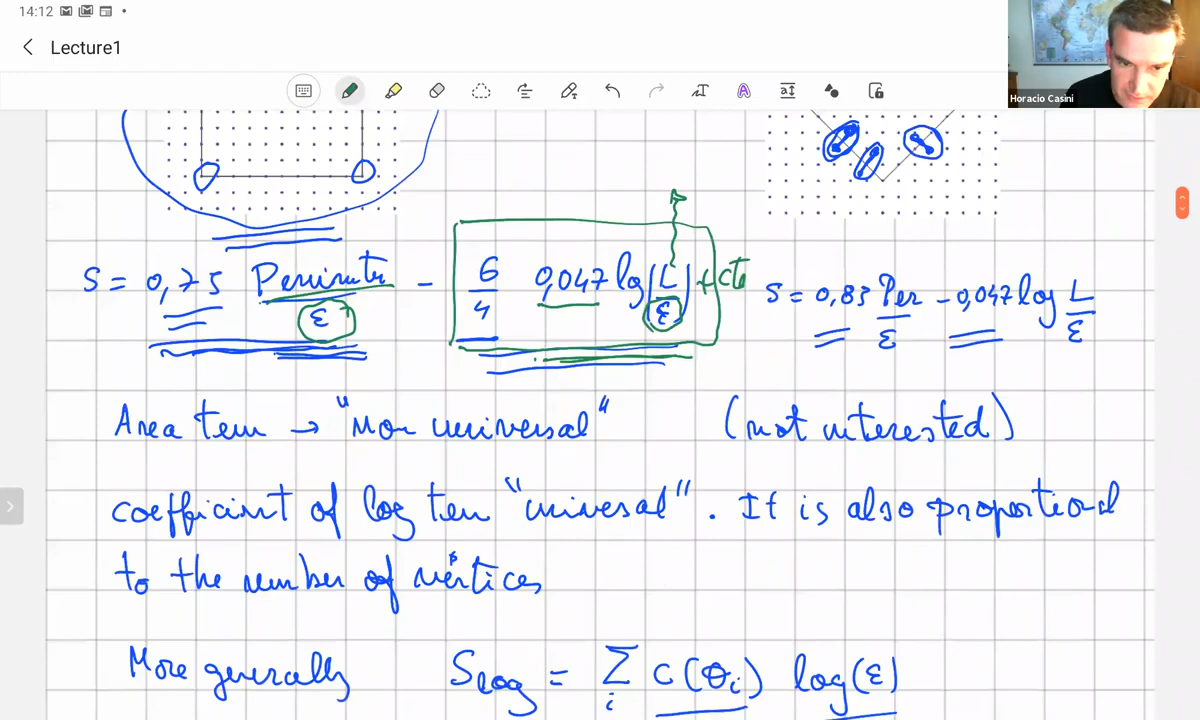 14:12
Lecture1
Horacio Casini
S = 0,75 Perimeter/ε - 6/4 0,047 log(L/ε) + cte
S = 0,83 Per/ε - 0,047 log L/ε
Area term → "Non universal" (not interested)
coefficient of log term "universal". It is also proportional
to the number of vertices
More generally S_log = Σ_i c(θ_i) log(ε)